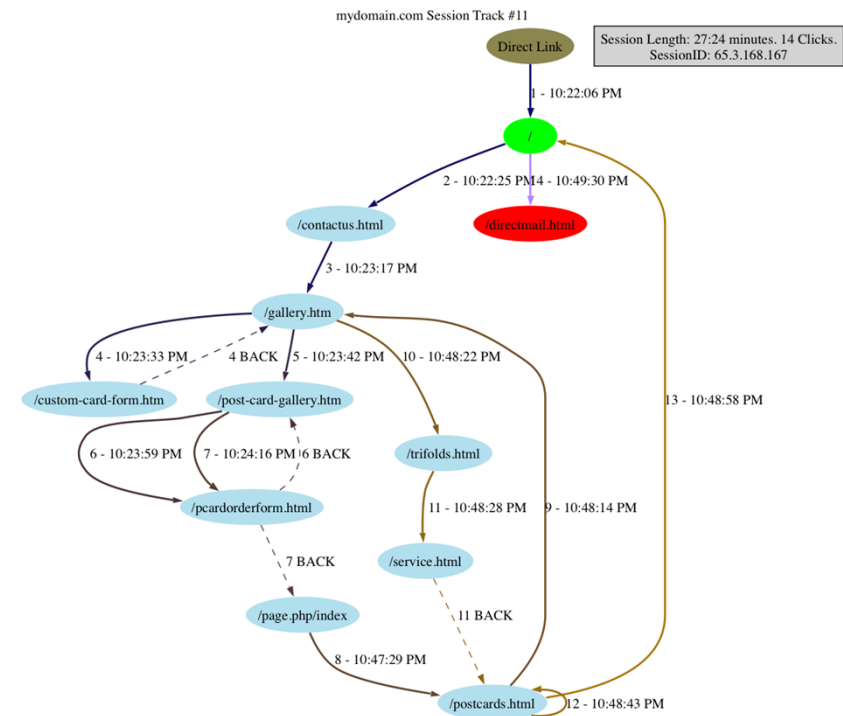 mydomain.com Session Track #11
Session Length: 27:24 minutes. 14 Clicks.
SessionID: 65.3.168.167
Direct Link
1 - 10:22:06 PM
/
2 - 10:22:25 PM
14 - 10:49:30 PM
/contactus.html
/directmail.html
3 - 10:23:17 PM
/gallery.htm
4 - 10:23:33 PM
4 BACK
5 - 10:23:42 PM
10 - 10:48:22 PM
13 - 10:48:58 PM
/custom-card-form.htm
/post-card-gallery.htm
6 - 10:23:59 PM
7 - 10:24:16 PM
6 BACK
/trifolds.html
/pcardorderform.html
11 - 10:48:28 PM
9 - 10:48:14 PM
7 BACK
/service.html
/page.php/index
11 BACK
8 - 10:47:29 PM
/postcards.html
12 - 10:48:43 PM